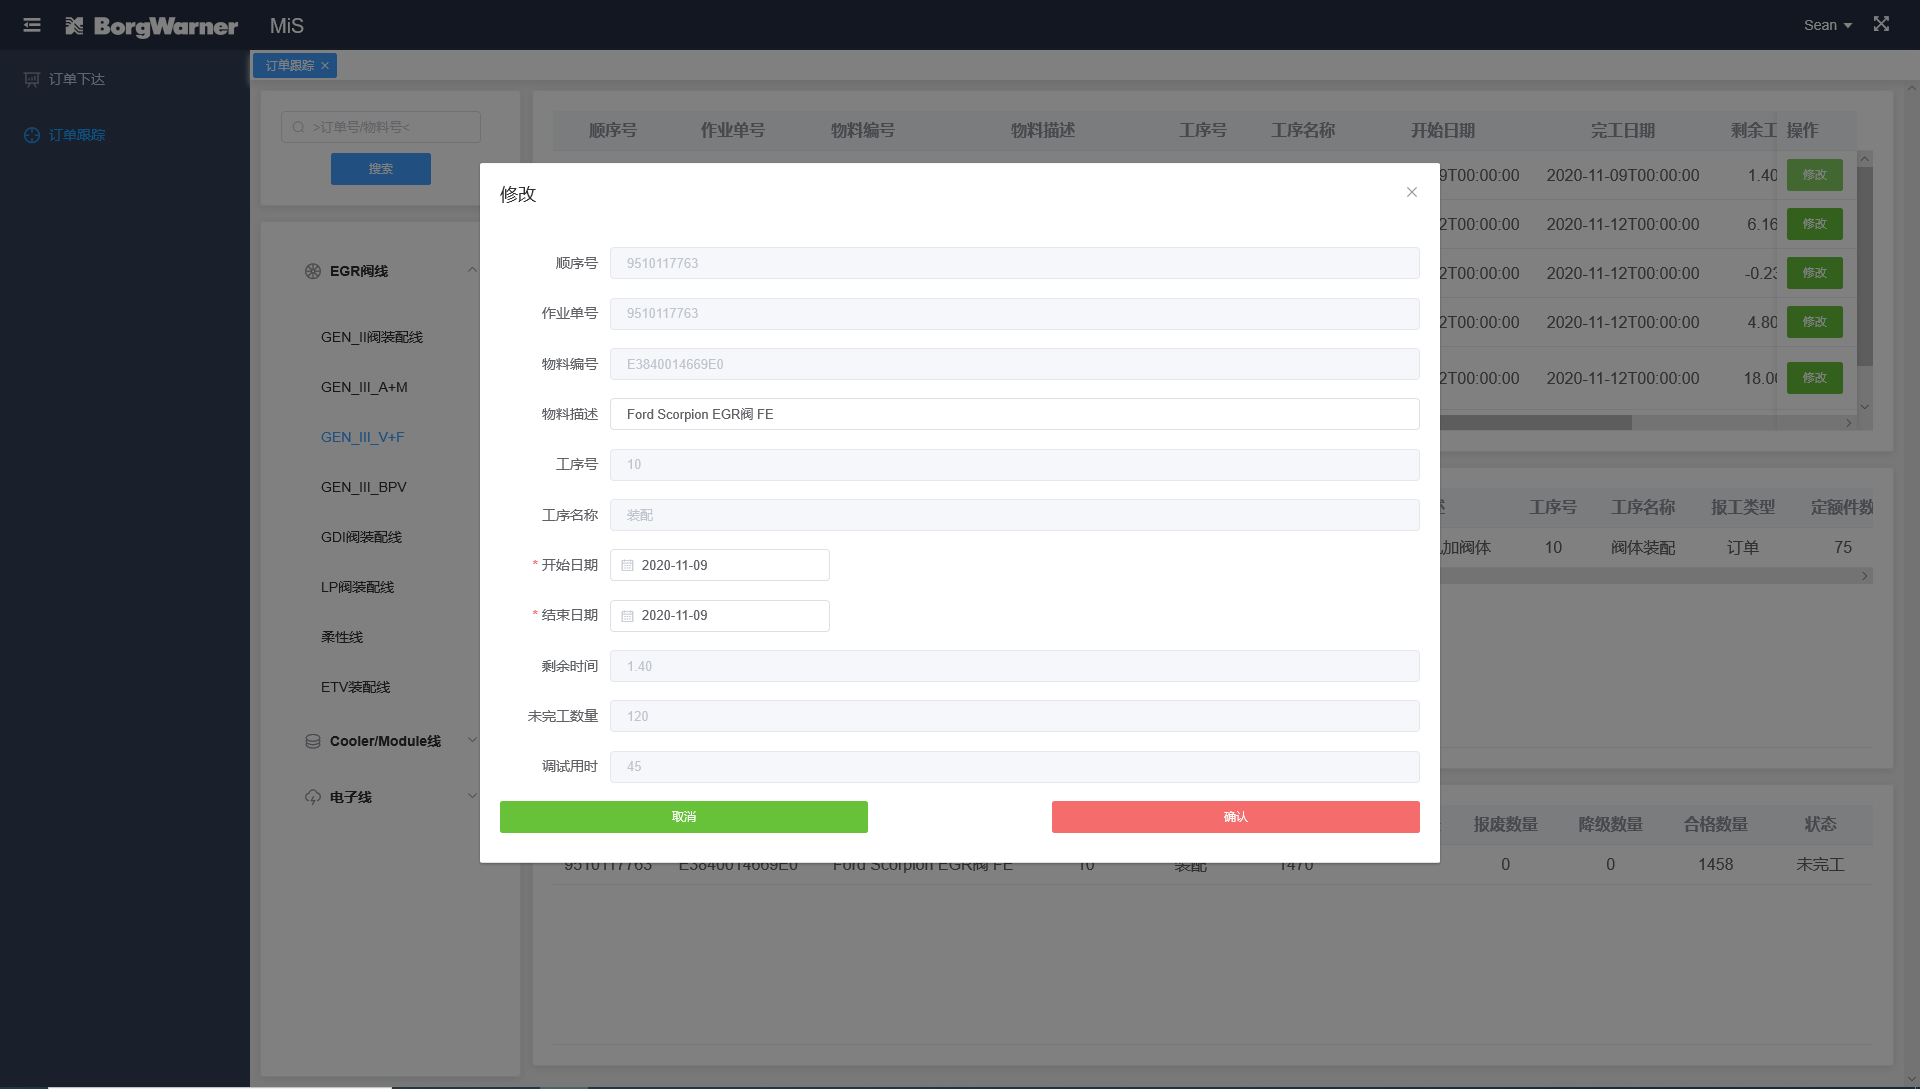 BorgWarner MiS
Sean
订单下达
订单跟踪
订单跟踪
>订单号/物料号<
搜索
EGR阀线
GEN_II阀装配线
GEN_III_A+M
GEN_III_V+F
GEN_III_BPV
GDI阀装配线
LP阀装配线
柔性线
ETV装配线
Cooler/Module线
电子线
顺序号 作业单号 物料编号 物料描述 工序号 工序名称 开始日期 完工日期 剩余工 操作
9T00:00:00 2020-11-09T00:00:00 1.40 修改
2T00:00:00 2020-11-12T00:00:00 6.16 修改
2T00:00:00 2020-11-12T00:00:00 -0.23 修改
2T00:00:00 2020-11-12T00:00:00 4.80 修改
2T00:00:00 2020-11-12T00:00:00 18.00 修改
修改
顺序号 9510117763
作业单号 9510117763
物料编号 E3840014669E0
物料描述 Ford Scorpion EGR阀 FE
工序号 10
工序名称 装配
* 开始日期 2020-11-09
* 结束日期 2020-11-09
剩余时间 1.40
未完工数量 120
调试用时 45
取消 确认
工序号 工序名称 报工类型 定额件数
加阀体 10 阀体装配 订单 75
报废数量 降级数量 合格数量 状态
9510117763 E3840014669E0 Ford Scorpion EGR阀 FE 10 装配 1470 0 0 1458 未完工